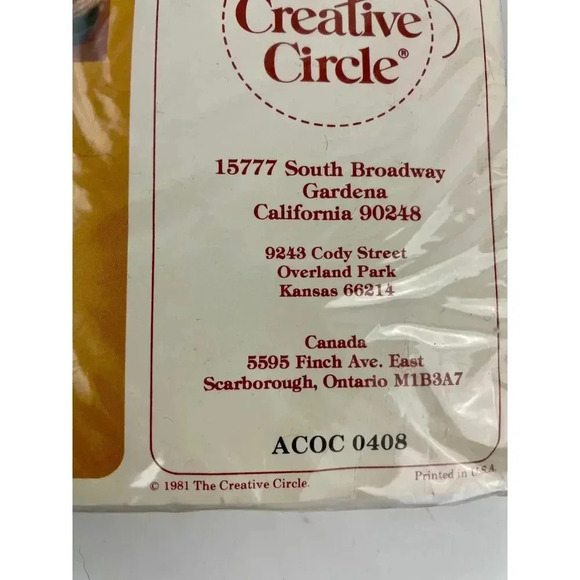 Creative
Circle®
15777 South Broadway
Gardena
California 90248
9243 Cody Street
Overland Park
Kansas 66214
Canada
5595 Finch Ave. East
Scarborough, Ontario M1B3A7
ACOC 0408
© 1981 The Creative Circle.
Printed in U.S.A.